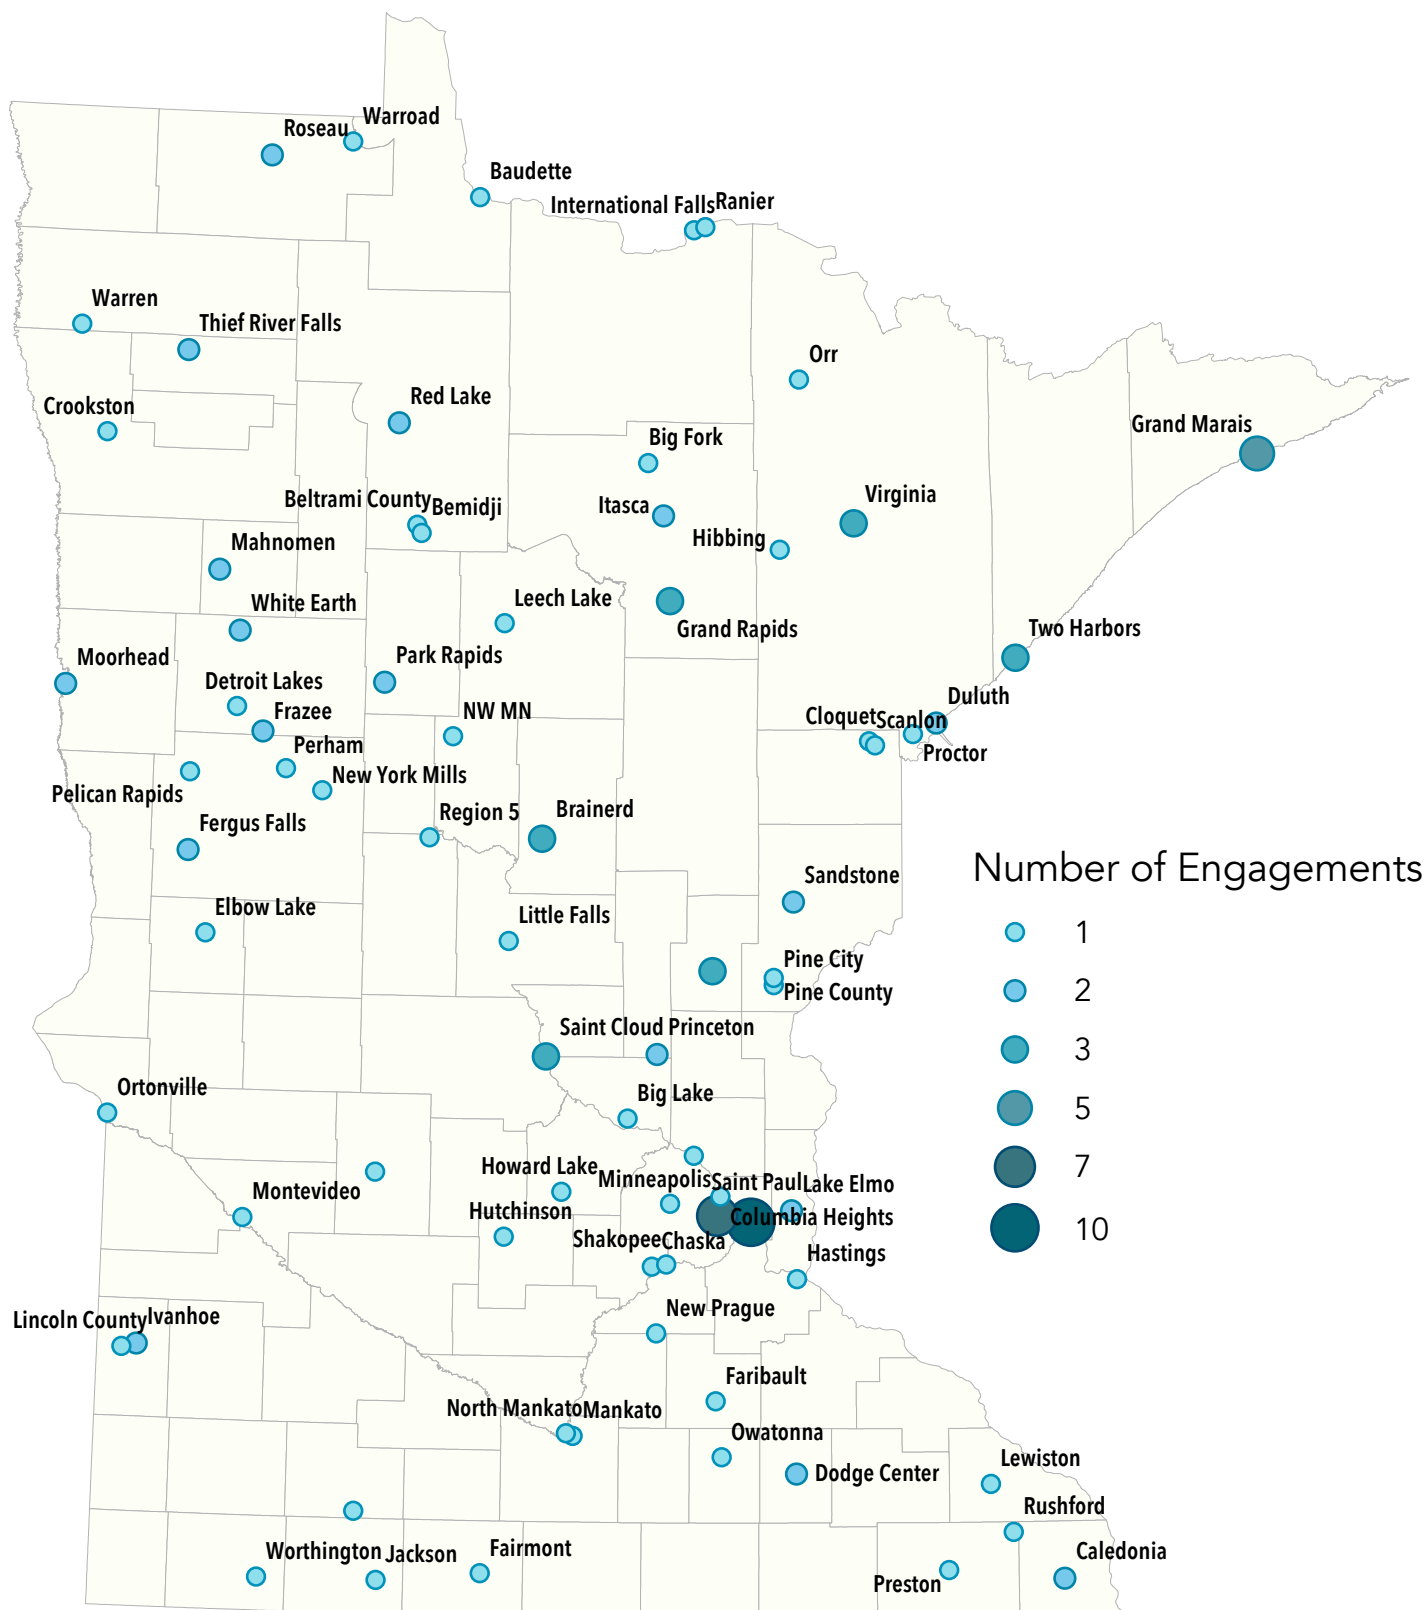 Warroad
Roseau
Baudette
International Falls
Ranier
Warren
Thief River Falls
Orr
Red Lake
Crookston
Grand Marais
Big Fork
Beltrami County
Bemidji
Itasca
Virginia
Hibbing
Mahnomen
White Earth
Leech Lake
Grand Rapids
Two Harbors
Moorhead
Park Rapids
Detroit Lakes
Frazee
NW MN
Duluth
Cloquet
Scanlon
Proctor
Perham
New York Mills
Pelican Rapids
Region 5
Brainerd
Fergus Falls
Number of Engagements
Sandstone
Elbow Lake
Little Falls
1
Pine City
Pine County
2
Saint Cloud
Princeton
3
Ortonville
Big Lake
5
Howard Lake
Minneapolis
Saint Paul
Lake Elmo
7
Montevideo
Hutchinson
Columbia Heights
10
Shakopee
Chaska
Hastings
Lincoln County
Ivanhoe
New Prague
Faribault
North Mankato
Mankato
Owatonna
Dodge Center
Lewiston
Rushford
Worthington
Jackson
Fairmont
Caledonia
Preston